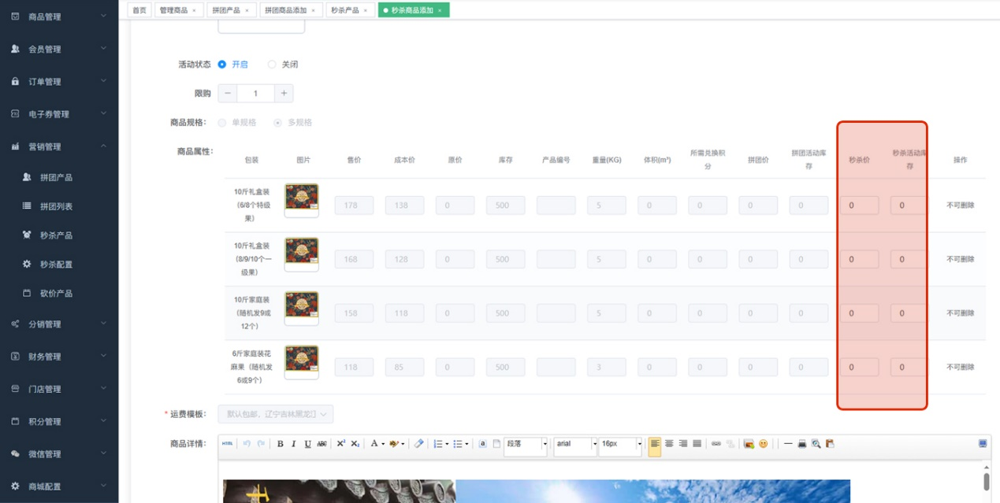 首页 管理商品 × 拼团产品 × 拼团商品添加 × 秒杀产品 × 秒杀商品添加 ×
商品管理
会员管理
订单管理
电子券管理
营销管理
拼团产品
拼团列表
秒杀产品
秒杀配置
砍价产品
分销管理
财务管理
门店管理
积分管理
微信管理
商城配置
活动状态 开启 关闭
限购 − 1 +
商品规格: 单规格 多规格
商品属性:
包装 图片 售价 成本价 原价 库存 产品编号 重量(KG) 体积(m³) 所需兑换积分 拼团价 拼团活动库存 秒杀价 秒杀活动库存 操作
10斤礼盒装
(6/8个特级
果) 178 138 0 500 5 0 0 0 0 0 0 不可删除
10斤礼盒装
(8/9/10个一
级果) 168 128 0 500 5 0 0 0 0 0 0 不可删除
10斤家庭装
(随机发9或
12个) 158 118 0 500 5 0 0 0 0 0 0 不可删除
6斤家庭装花
麻果(随机发
6或9个) 118 85 0 500 3 0 0 0 0 0 0 不可删除
* 运费模板: 默认包邮,辽宁吉林黑龙江
商品详情: HTML B I U ABC X² X₂ A ab a 段落 arial 16px